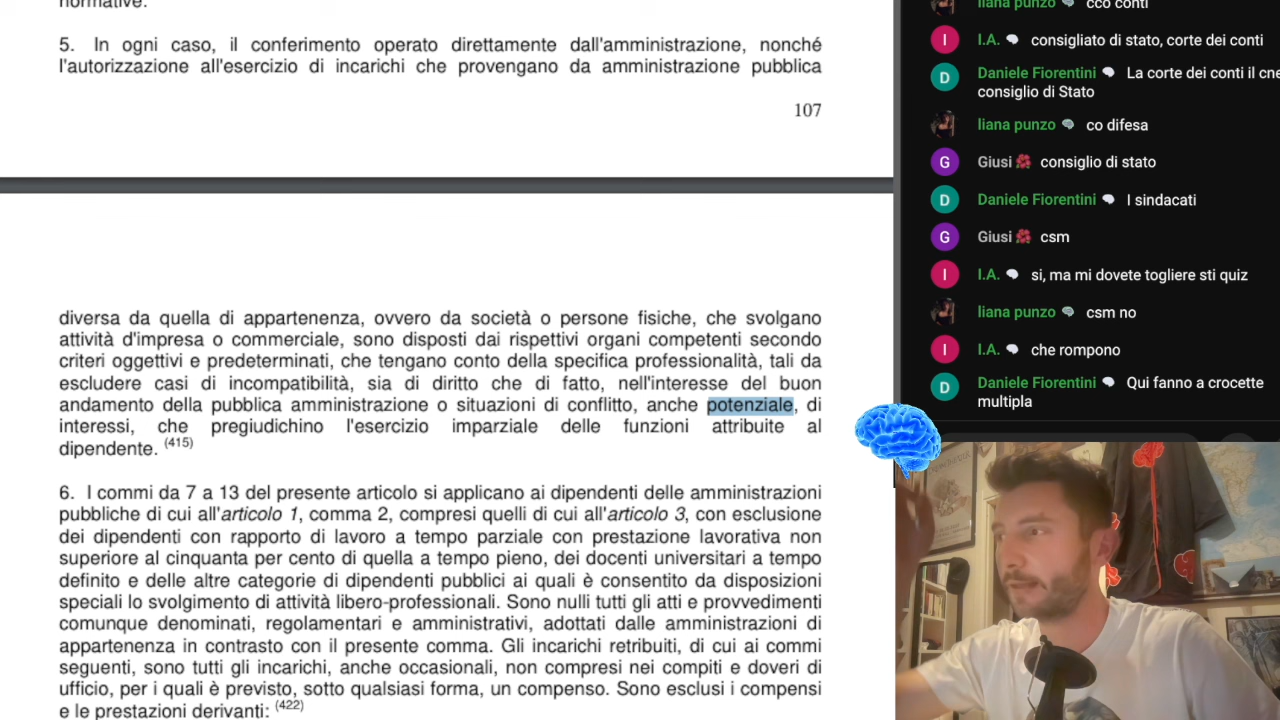 normative.
5. In ogni caso, il conferimento operato direttamente dall'amministrazione, nonché
l'autorizzazione all'esercizio di incarichi che provengano da amministrazione pubblica
107
diversa da quella di appartenenza, ovvero da società o persone fisiche, che svolgano
attività d'impresa o commerciale, sono disposti dai rispettivi organi competenti secondo
criteri oggettivi e predeterminati, che tengano conto della specifica professionalità, tali da
escludere casi di incompatibilità, sia di diritto che di fatto, nell'interesse del buon
andamento della pubblica amministrazione o situazioni di conflitto, anche potenziale, di
interessi, che pregiudichino l'esercizio imparziale delle funzioni attribuite al
dipendente. (415)
6. I commi da 7 a 13 del presente articolo si applicano ai dipendenti delle amministrazioni
pubbliche di cui all'articolo 1, comma 2, compresi quelli di cui all'articolo 3, con esclusione
dei dipendenti con rapporto di lavoro a tempo parziale con prestazione lavorativa non
superiore al cinquanta per cento di quella a tempo pieno, dei docenti universitari a tempo
definito e delle altre categorie di dipendenti pubblici ai quali è consentito da disposizioni
speciali lo svolgimento di attività libero-professionali. Sono nulli tutti gli atti e provvedimenti
comunque denominati, regolamentari e amministrativi, adottati dalle amministrazioni di
appartenenza in contrasto con il presente comma. Gli incarichi retribuiti, di cui ai commi
seguenti, sono tutti gli incarichi, anche occasionali, non compresi nei compiti e doveri di
ufficio, per i quali è previsto, sotto qualsiasi forma, un compenso. Sono esclusi i compensi
e le prestazioni derivanti: (422)
liana punzo cco conti
I I.A. consigliato di stato, corte dei conti
D Daniele Fiorentini La corte dei conti il cne
consiglio di Stato
liana punzo co difesa
G Giusi consiglio di stato
D Daniele Fiorentini I sindacati
G Giusi csm
I I.A. si, ma mi dovete togliere sti quiz
liana punzo csm no
I I.A. che rompono
D Daniele Fiorentini Qui fanno a crocette
multipla